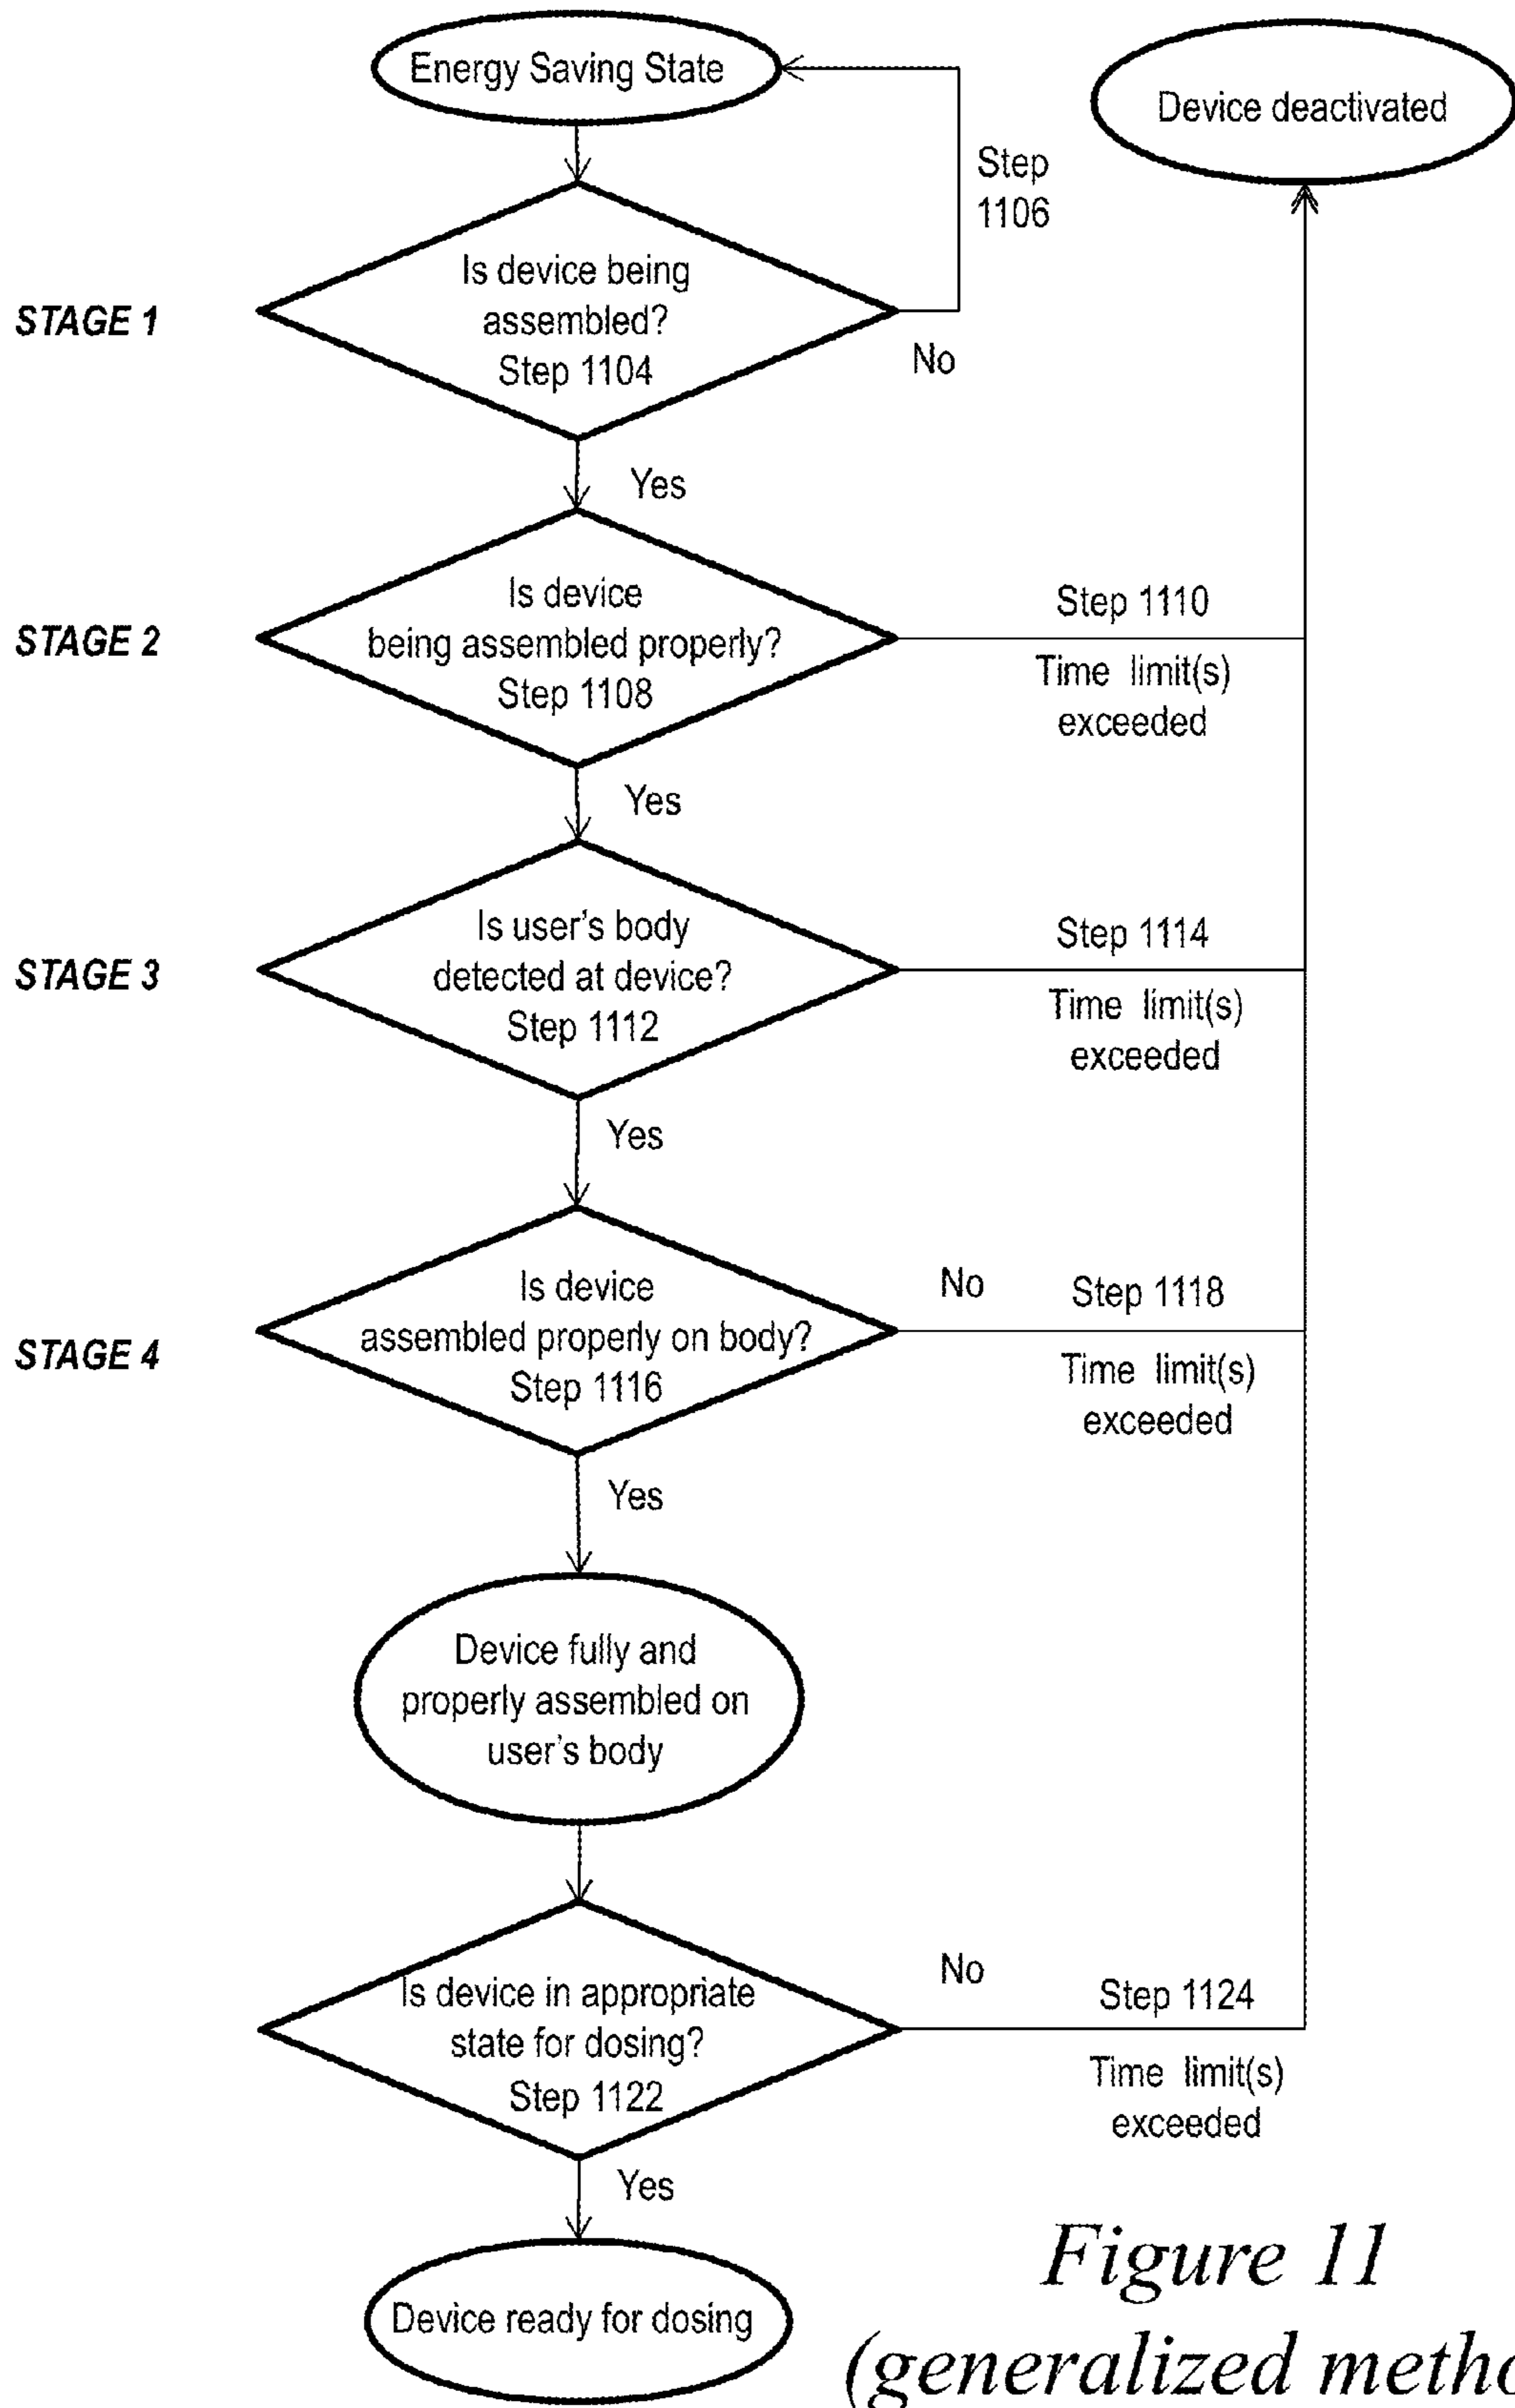 Energy Saving State
Device deactivated
Step
1106
Is device being
assembled?
Step 1104
STAGE 1
No
Yes
Is device
being assembled properly?
Step 1108
STAGE 2
Step 1110
Time limit(s)
exceeded
Yes
Is user's body
detected at device?
Step 1112
STAGE 3
Step 1114
Time limit(s)
exceeded
Yes
Is device
assembled properly on body?
Step 1116
STAGE 4
No
Step 1118
Time limit(s)
exceeded
Yes
Device fully and
properly assembled on
user's body
Is device in appropriate
state for dosing?
Step 1122
No
Step 1124
Time limit(s)
exceeded
Yes
Device ready for dosing
Figure 11
(generalized metho